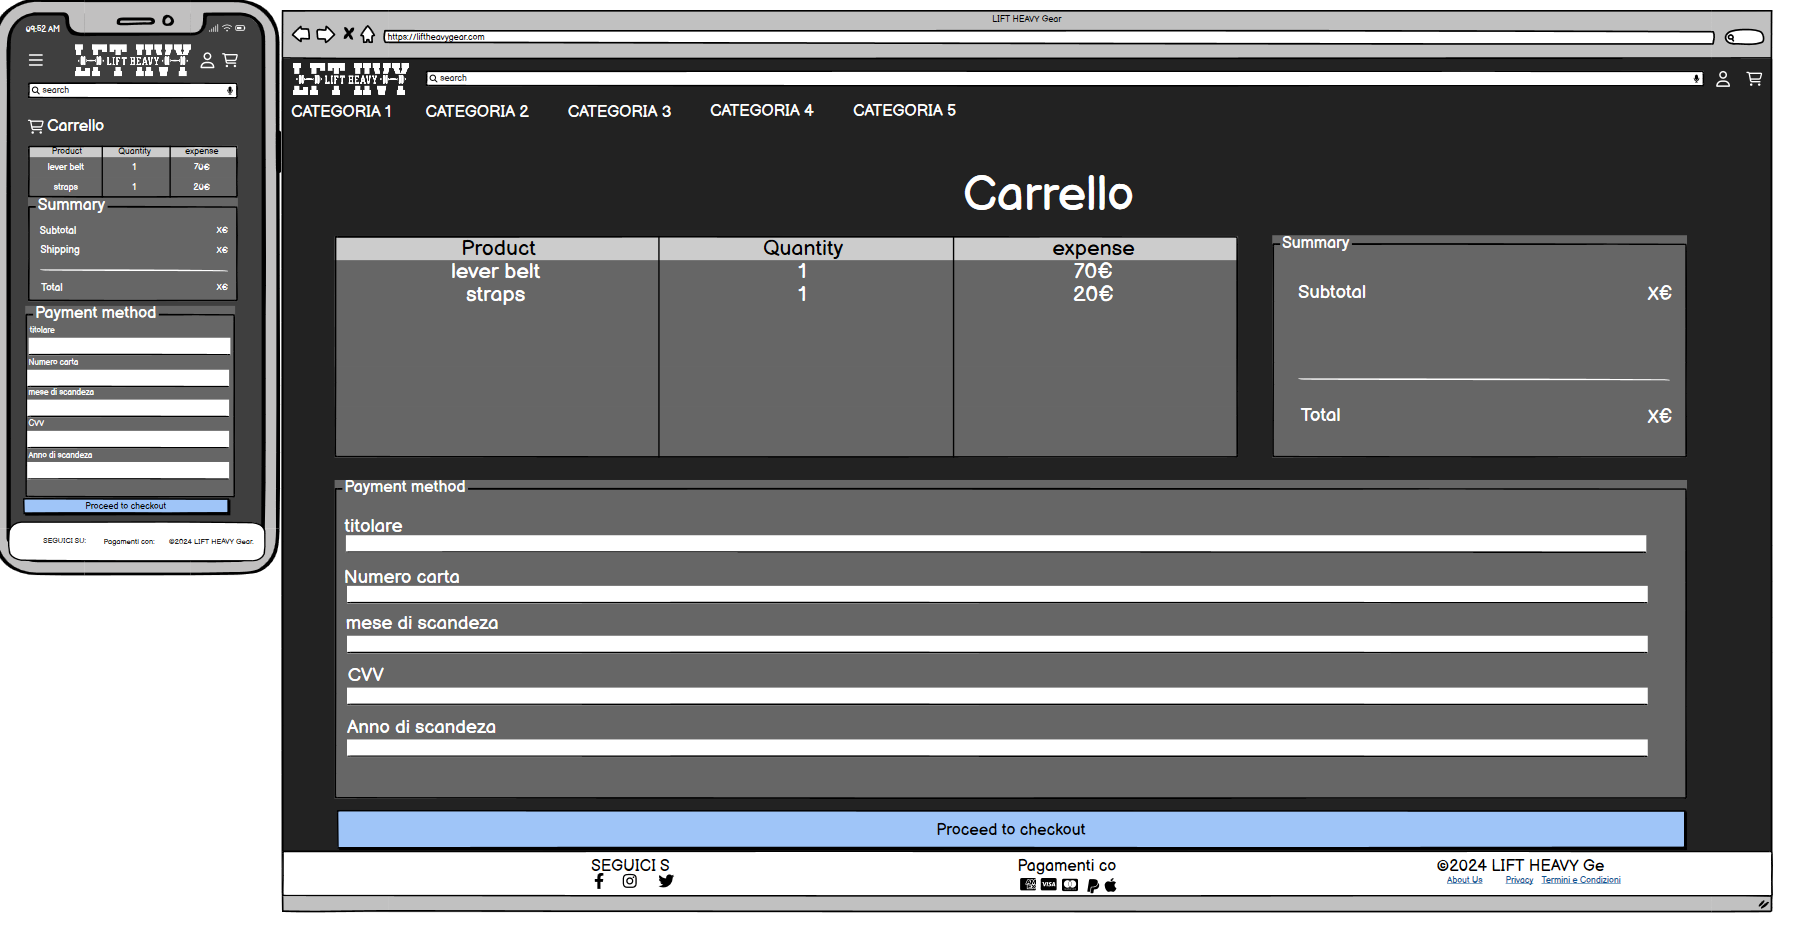 09:52 AM
LIFT HEAVY
search
Carrello
Product Quantity expense
lever belt 1 70€
straps 1 20€
Summary
Subtotal X€
Shipping X€
Total X€
Payment method
titolare
Numero carta
mese di scandeza
CVV
Anno di scandeza
Proceed to checkout
SEGUICI SU: Pagamenti con: ©2024 LIFT HEAVY Gear.
LIFT HEAVY Gear
https://liftheavygear.com
LIFT HEAVY
search
CATEGORIA 1 CATEGORIA 2 CATEGORIA 3 CATEGORIA 4 CATEGORIA 5
Carrello
Product Quantity expense
lever belt 1 70€
straps 1 20€
Summary
Subtotal X€
Total X€
Payment method
titolare
Numero carta
mese di scandeza
CVV
Anno di scandeza
Proceed to checkout
SEGUICI S Pagamenti co ©2024 LIFT HEAVY Ge
VISA
About Us Privacy Termini e Condizioni